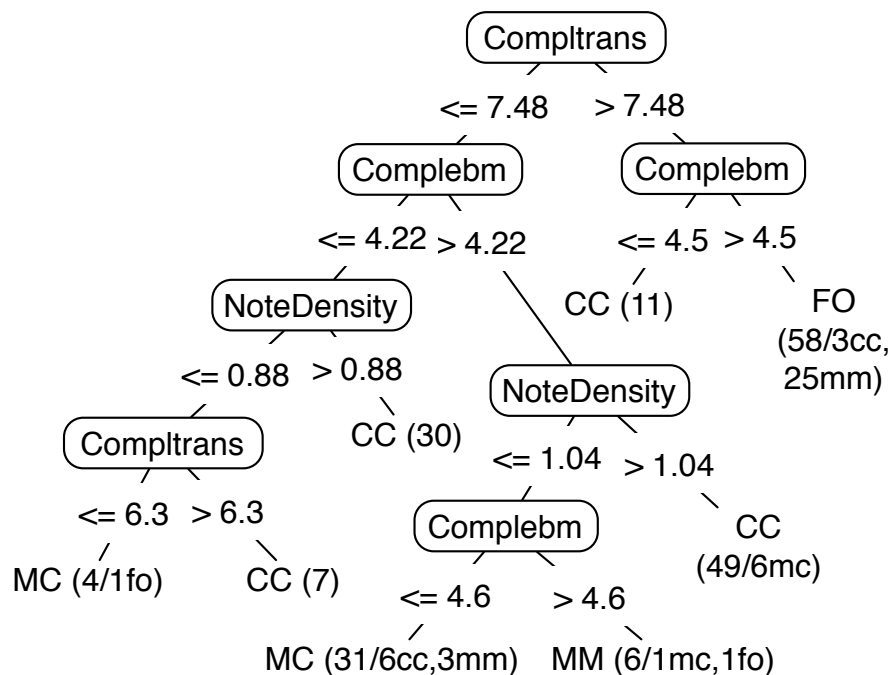 Compltrans
<= 7.48 > 7.48
Complebm Complebm
<= 4.22 > 4.22 <= 4.5 > 4.5
NoteDensity CC (11) FO
(58/3cc,
25mm)
<= 0.88 > 0.88 NoteDensity
Compltrans CC (30)
<= 1.04 > 1.04
<= 6.3 > 6.3 Complebm CC
(49/6mc)
MC (4/1fo) CC (7)
<= 4.6 > 4.6
MC (31/6cc,3mm) MM (6/1mc,1fo)